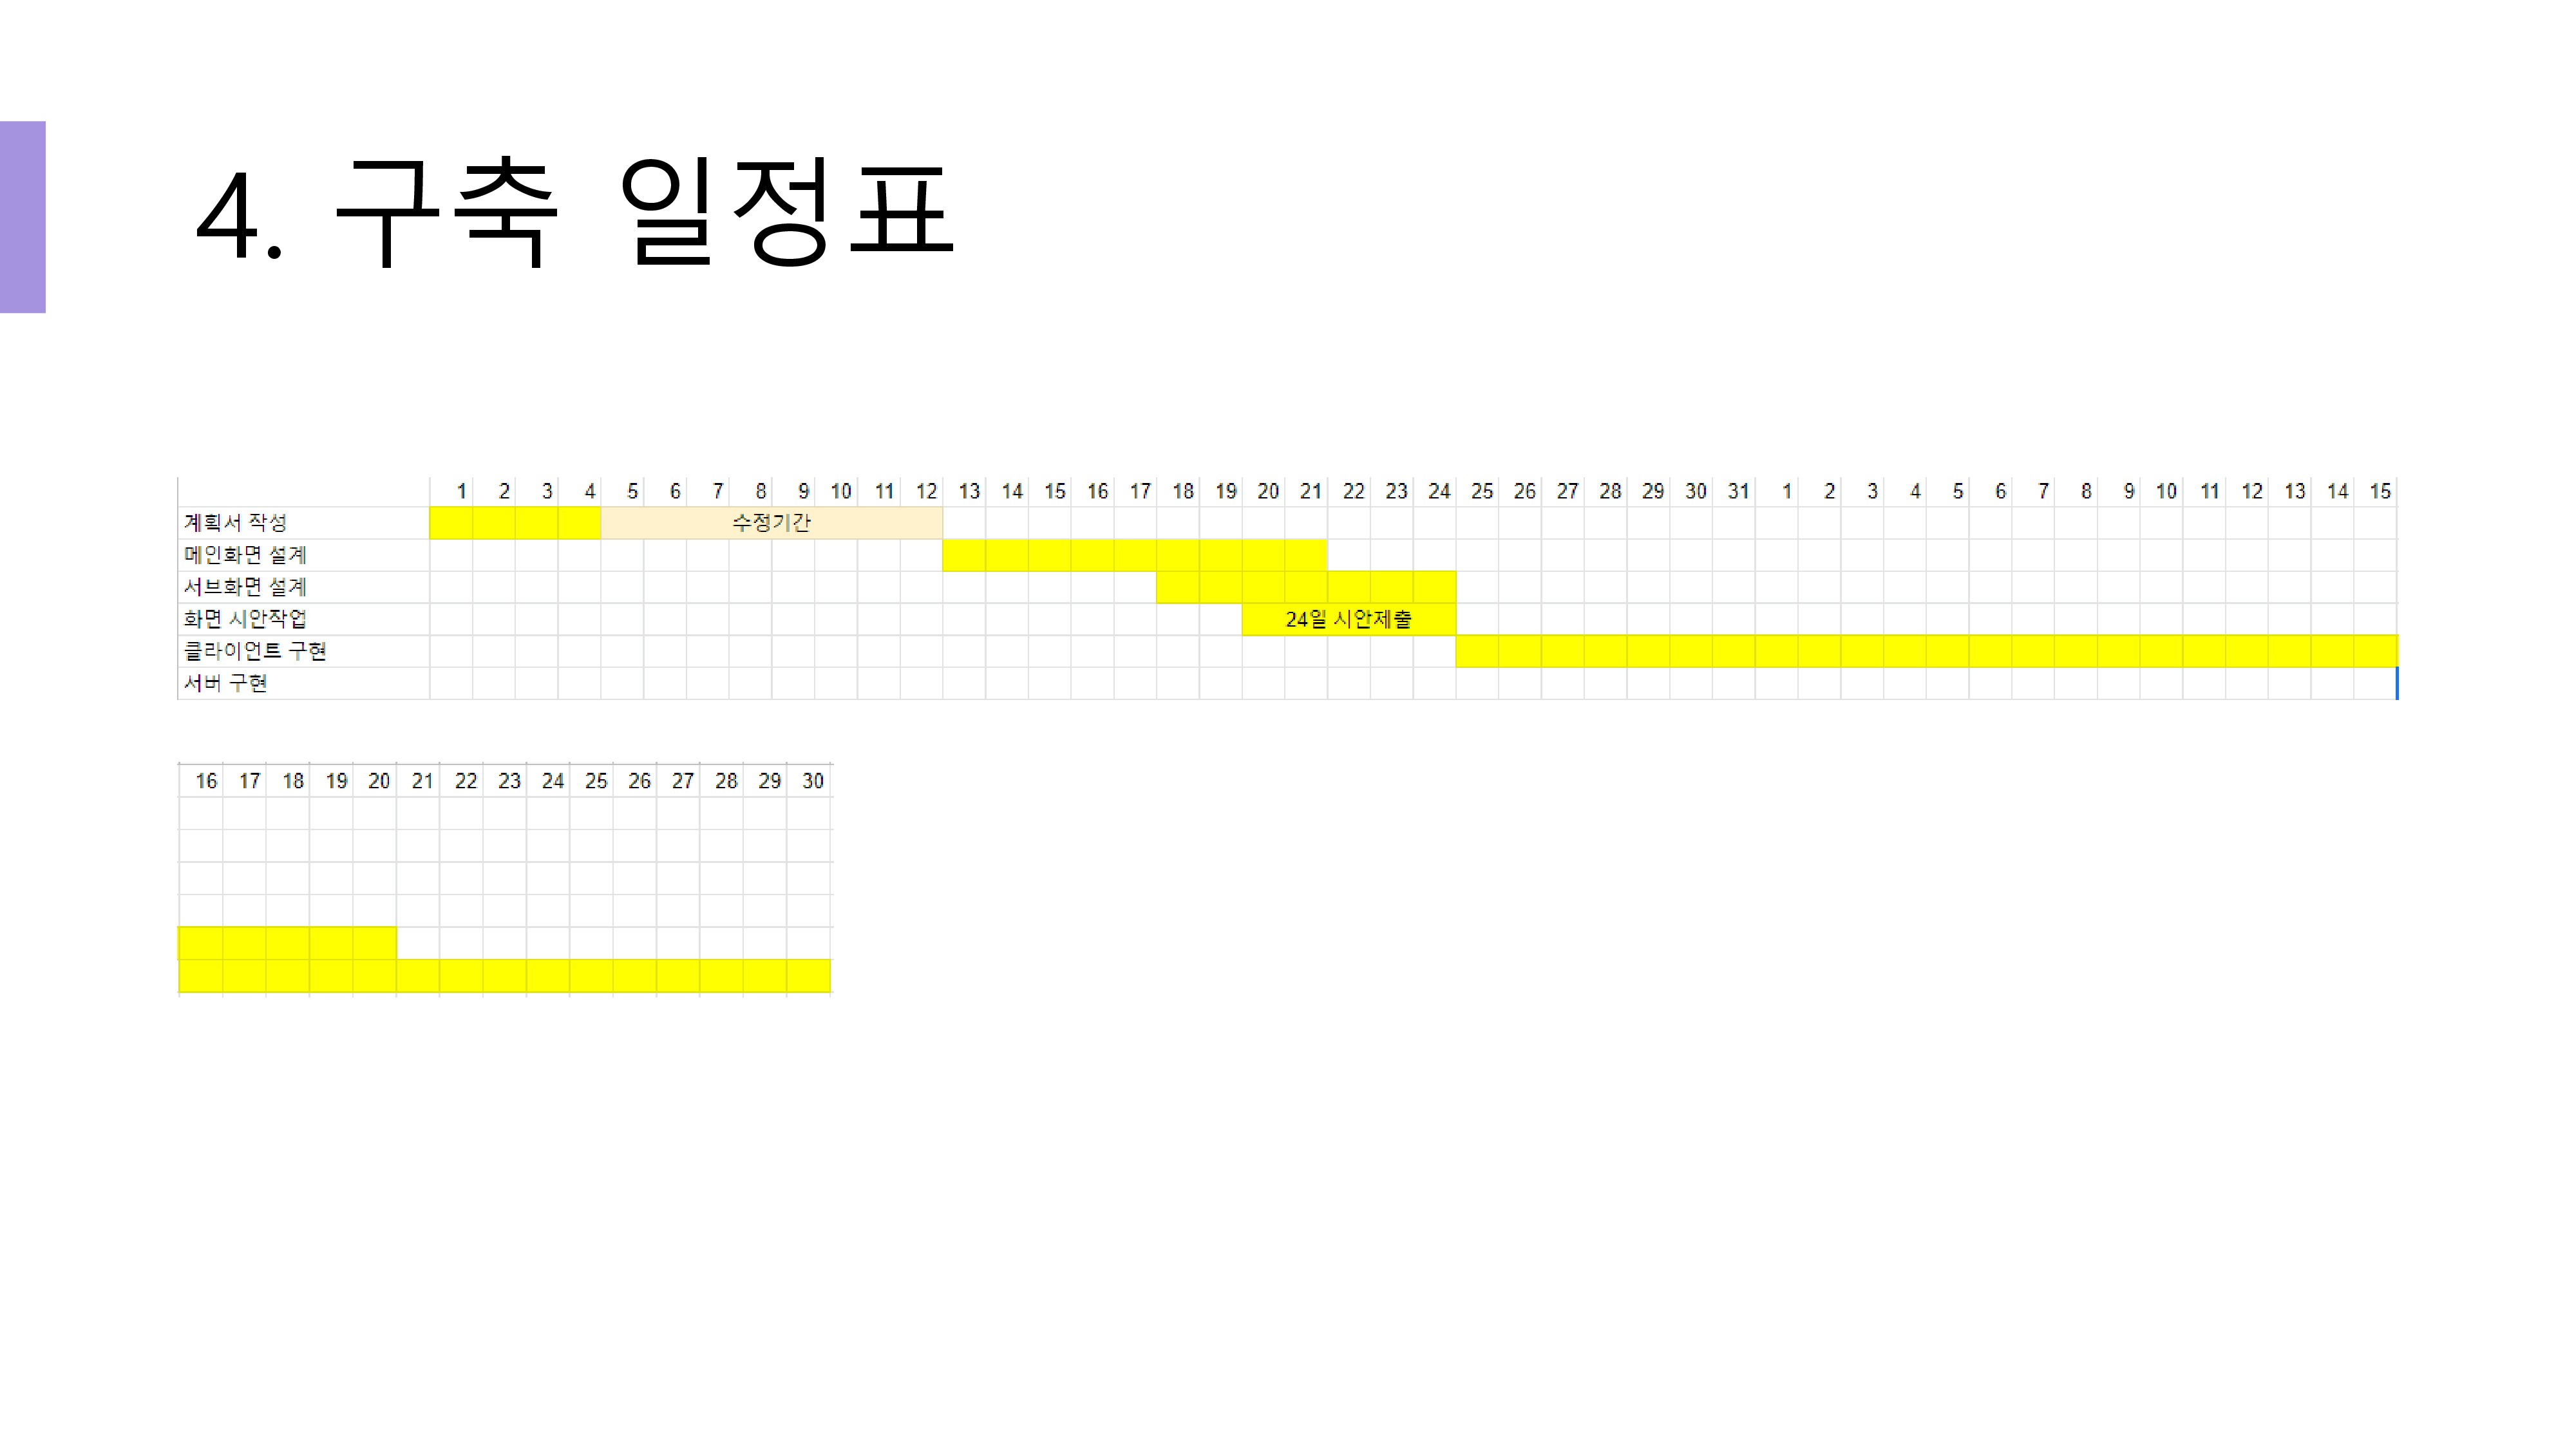 4. 구축 일정표
1 2 3 4 5 6 7 8 9 10 11 12 13 14 15 16 17 18 19 20 21 22 23 24 25 26 27 28 29 30 31 1 2 3 4 5 6 7 8 9 10 11 12 13 14 15
계획서 작성 수정기간
메인화면 설계
서브화면 설계
화면 시안작업 24일 시안제출
클라이언트 구현
서버 구현
16 17 18 19 20 21 22 23 24 25 26 27 28 29 30